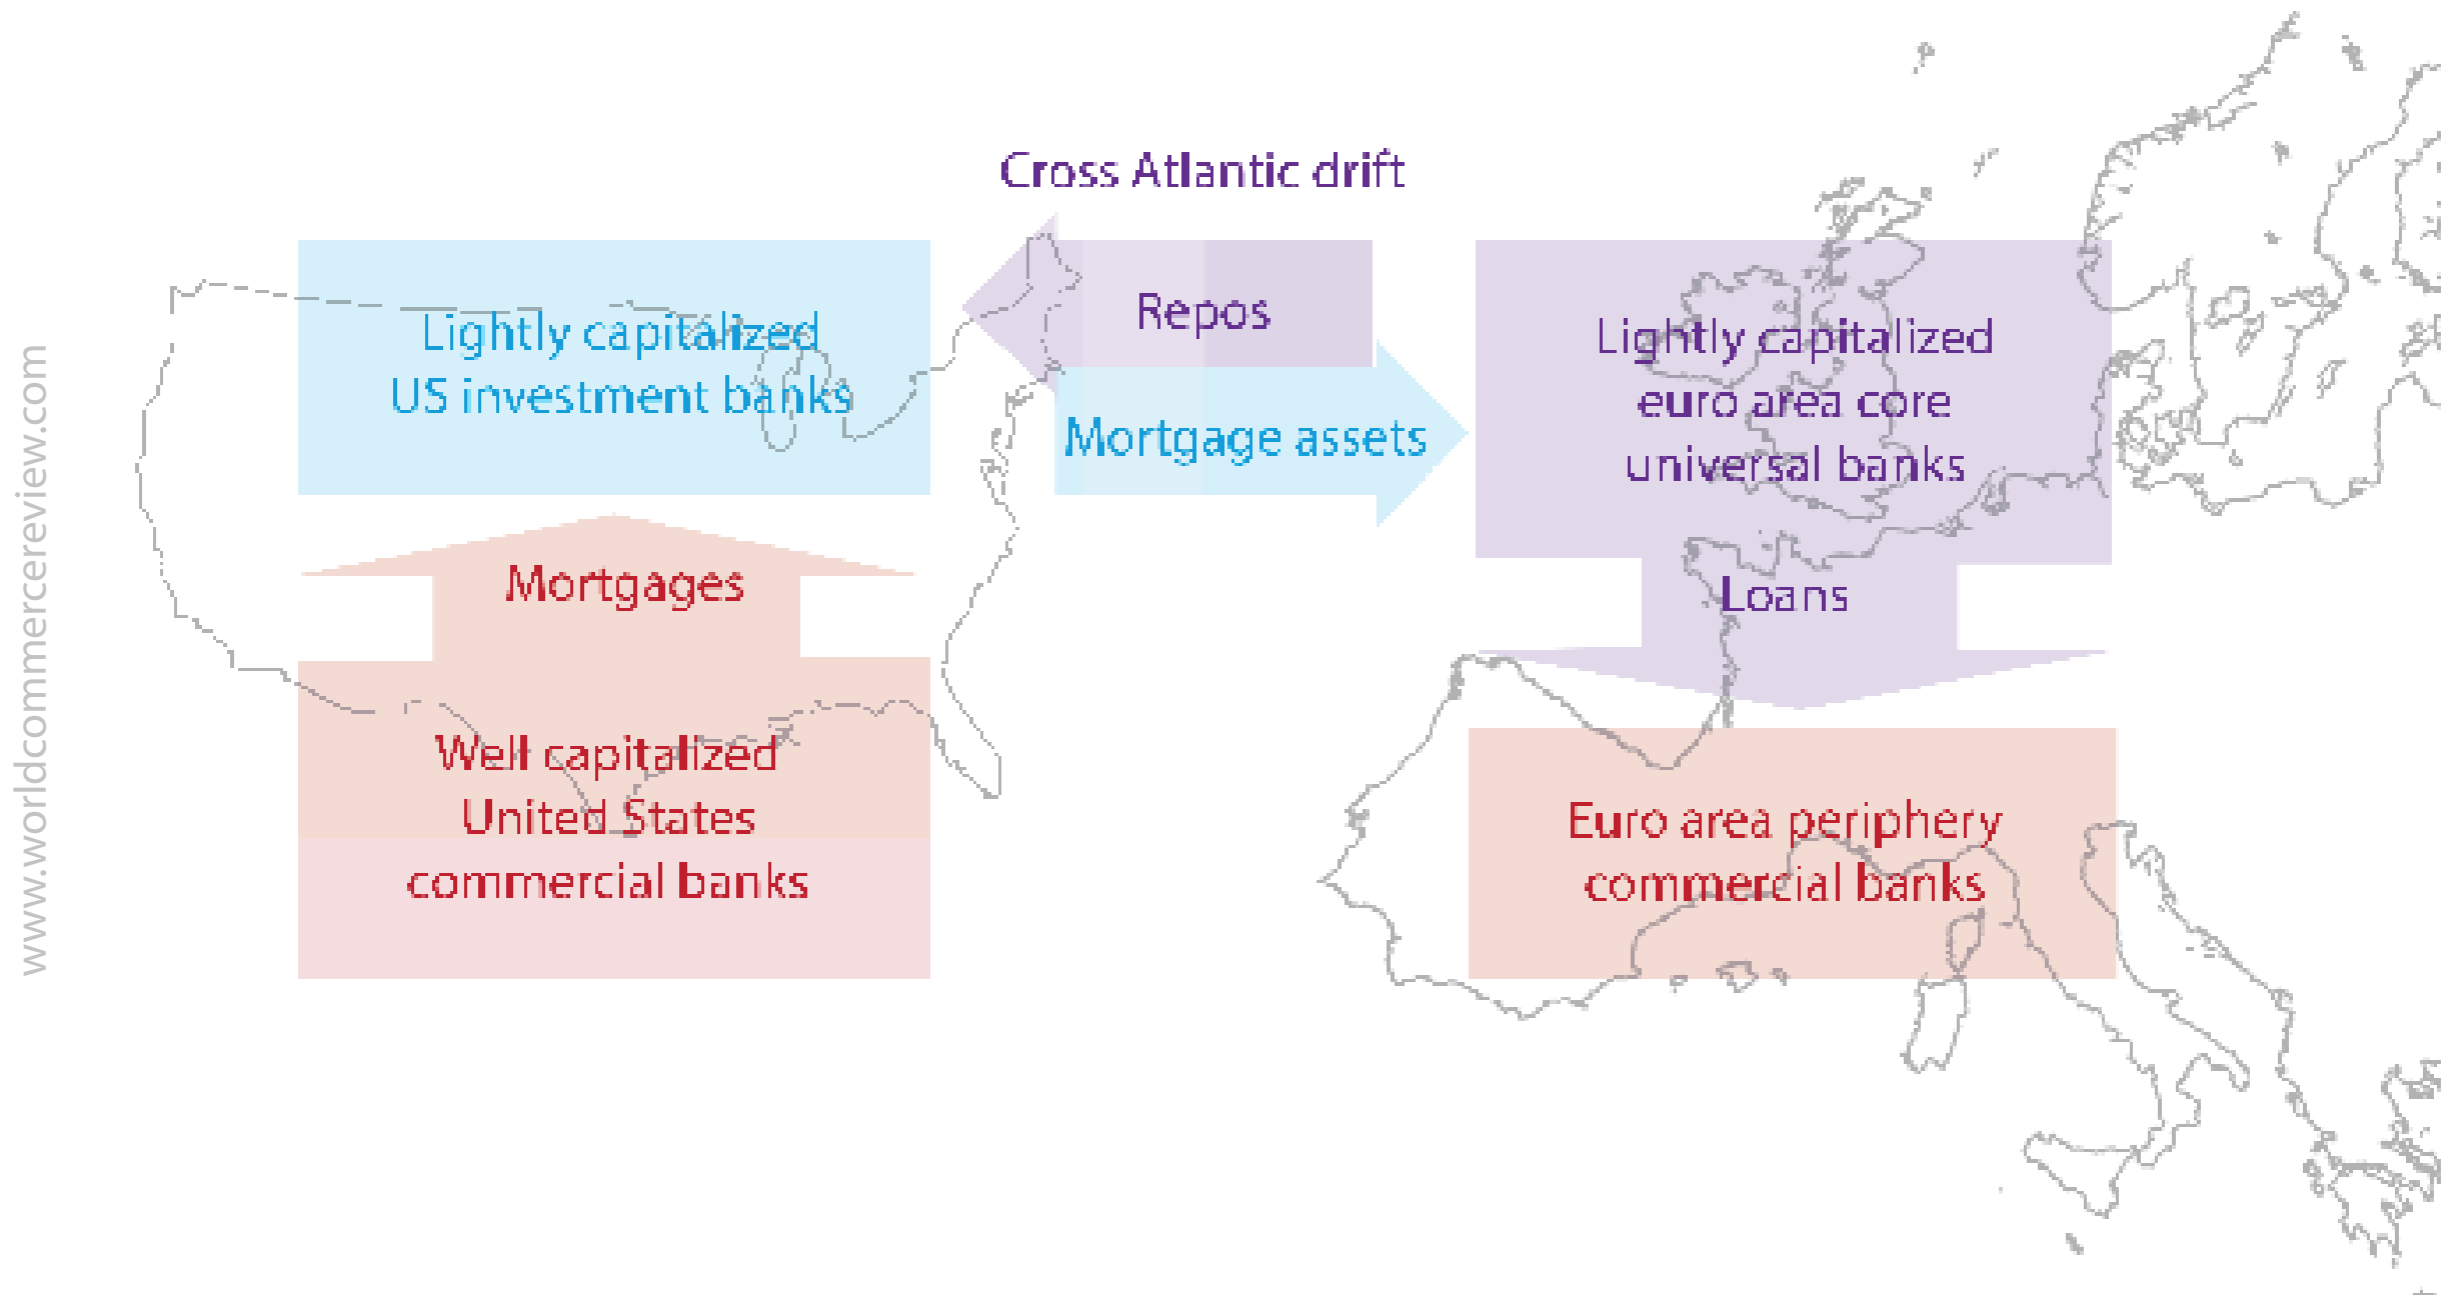 www.worldcommercereview.com
Cross Atlantic drift
Lightly capitalized
US investment banks
Repos
Mortgage assets
Lightly capitalized
euro area core
universal banks
Mortgages
Loans
Well capitalized
United States
commercial banks
Euro area periphery
commercial banks